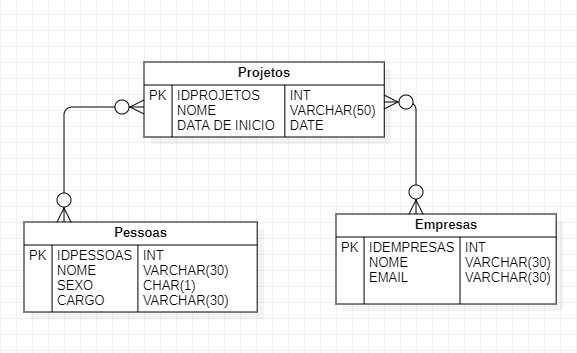 Projetos
PK IDPROJETOS INT
NOME VARCHAR(50)
DATA DE INICIO DATE
Pessoas
PK IDPESSOAS INT
NOME VARCHAR(30)
SEXO CHAR(1)
CARGO VARCHAR(30)
Empresas
PK IDEMPRESAS INT
NOME VARCHAR(30)
EMAIL VARCHAR(30)